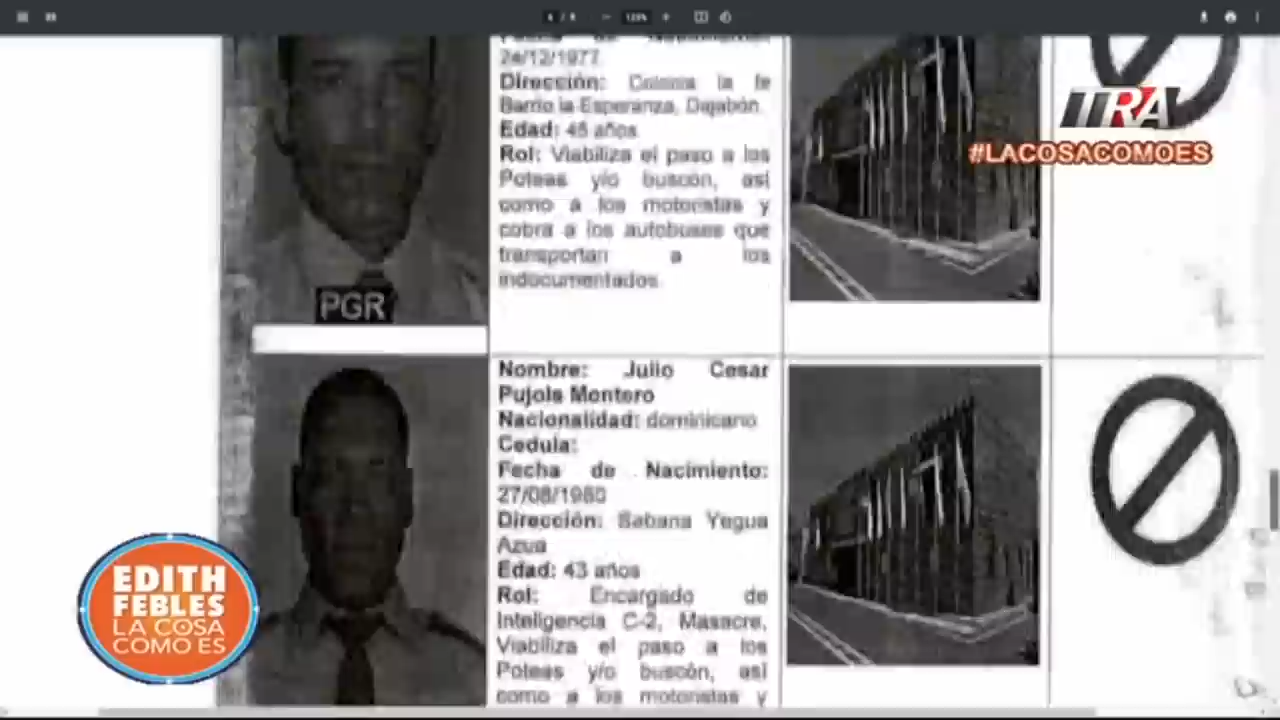 4 / 8
24/12/1977
Dirección: Colonia la fe
Barrio la Esperanza, Dajabón.
Edad: 45 años
Rol: Viabiliza el paso a los
Poteas y/o buscón, así
como a los motoristas y
cobra a los autobuses que
transportan a los
indocumentados.
PGR
Nombre: Julio Cesar
Pujols Montero
Nacionalidad: dominicano
Cedula:
Fecha de Nacimiento:
27/08/1980
Dirección: Sabana Yegua
Azua
Edad: 43 años
Rol: Encargado de
Inteligencia C-2, Masacre,
Viabiliza el paso a los
Poteas y/o buscón, así
como a los motoristas y
TRA
#LACOSACOMOES
EDITH
FEBLES
LA COSA
COMO ES